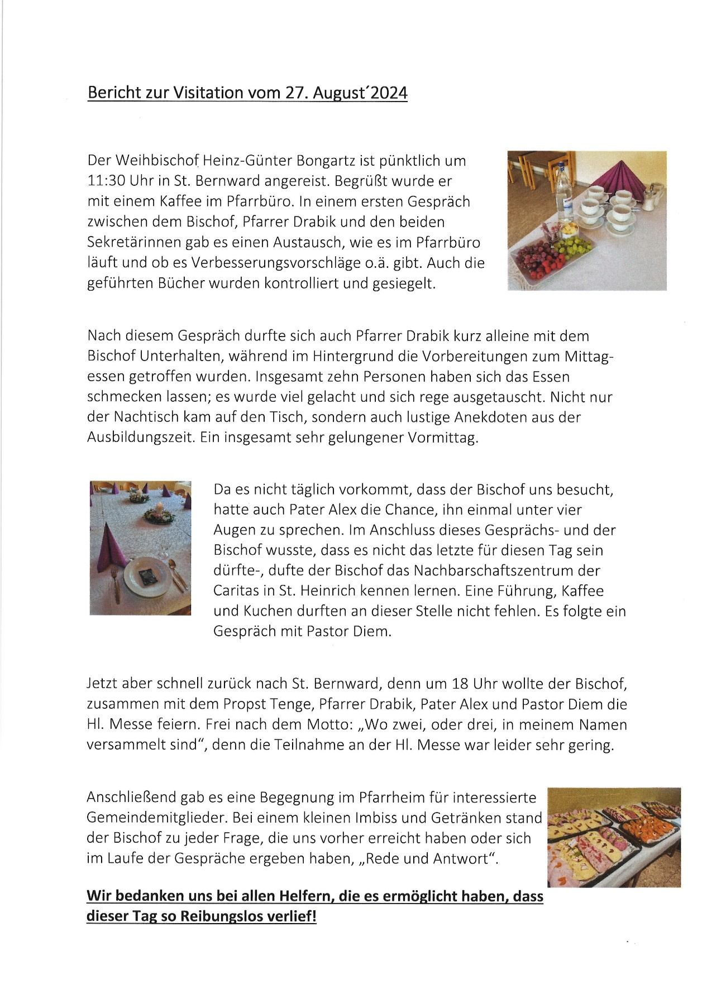 Bericht zur Visitation vom 27. August´2024
Der Weihbischof Heinz-Günter Bongartz ist pünktlich um
11:30 Uhr in St. Bernward angereist. Begrüßt wurde er
mit einem Kaffee im Pfarrbüro. In einem ersten Gespräch
zwischen dem Bischof, Pfarrer Drabik und den beiden
Sekretärinnen gab es einen Austausch, wie es im Pfarrbüro
läuft und ob es Verbesserungsvorschläge o.ä. gibt. Auch die
geführten Bücher wurden kontrolliert und gesiegelt.
Nach diesem Gespräch durfte sich auch Pfarrer Drabik kurz alleine mit dem
Bischof Unterhalten, während im Hintergrund die Vorbereitungen zum Mittag-
essen getroffen wurden. Insgesamt zehn Personen haben sich das Essen
schmecken lassen; es wurde viel gelacht und sich rege ausgetauscht. Nicht nur
der Nachtisch kam auf den Tisch, sondern auch lustige Anekdoten aus der
Ausbildungszeit. Ein insgesamt sehr gelungener Vormittag.
Da es nicht täglich vorkommt, dass der Bischof uns besucht,
hatte auch Pater Alex die Chance, ihn einmal unter vier
Augen zu sprechen. Im Anschluss dieses Gesprächs- und der
Bischof wusste, dass es nicht das letzte für diesen Tag sein
dürfte-, dufte der Bischof das Nachbarschaftszentrum der
Caritas in St. Heinrich kennen lernen. Eine Führung, Kaffee
und Kuchen durften an dieser Stelle nicht fehlen. Es folgte ein
Gespräch mit Pastor Diem.
Jetzt aber schnell zurück nach St. Bernward, denn um 18 Uhr wollte der Bischof,
zusammen mit dem Propst Tenge, Pfarrer Drabik, Pater Alex und Pastor Diem die
Hl. Messe feiern. Frei nach dem Motto: „Wo zwei, oder drei, in meinem Namen
versammelt sind“, denn die Teilnahme an der Hl. Messe war leider sehr gering.
Anschließend gab es eine Begegnung im Pfarrheim für interessierte
Gemeindemitglieder. Bei einem kleinen Imbiss und Getränken stand
der Bischof zu jeder Frage, die uns vorher erreicht haben oder sich
im Laufe der Gespräche ergeben haben, „Rede und Antwort“.
Wir bedanken uns bei allen Helfern, die es ermöglicht haben, dass
dieser Tag so Reibungslos verlief!